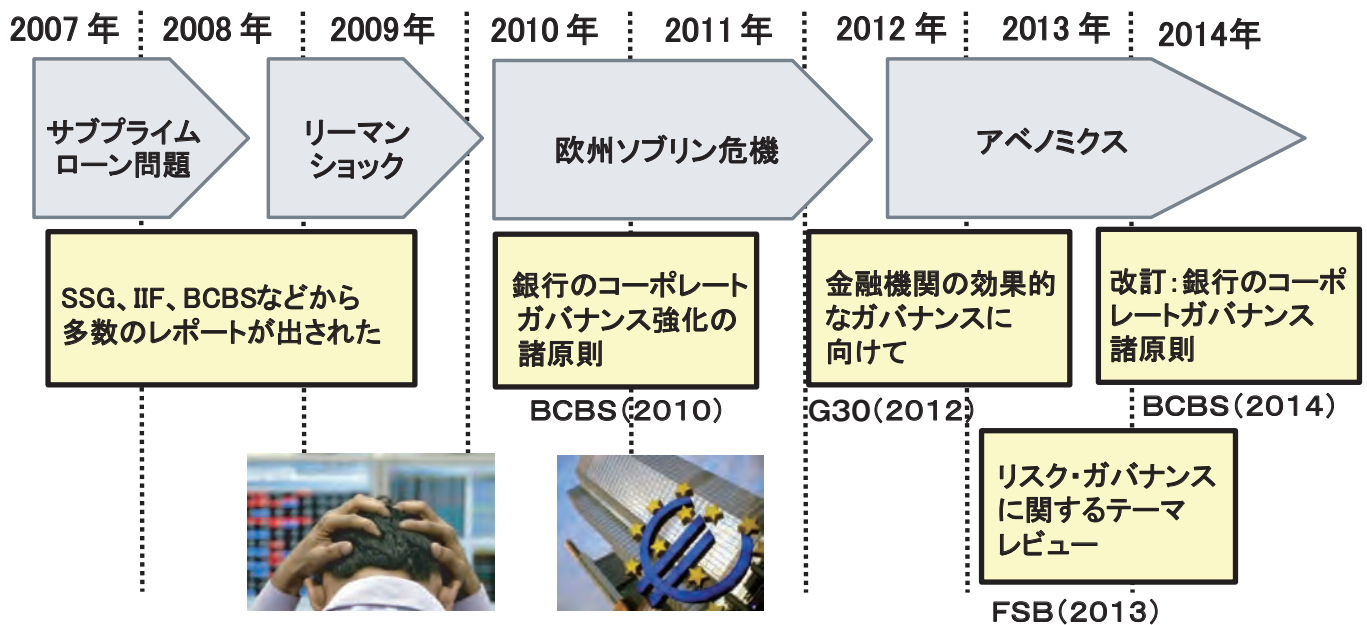 2007年
2008年
2009年
2010年
2011年
2012年
2013年
2014年
サブプライム
ローン問題
リーマン
ショック
欧州ソブリン危機
アベノミクス
SSG、IIF、BCBSなどから
多数のレポートが出された
銀行のコーポレート
ガバナンス強化の
諸原則
BCBS(2010)
金融機関の効果的
なガバナンスに
向けて
G30(2012)
改訂:銀行のコーポ
レートガバナンス
諸原則
BCBS(2014)
リスク・ガバナンス
に関するテーマ
レビュー
FSB(2013)